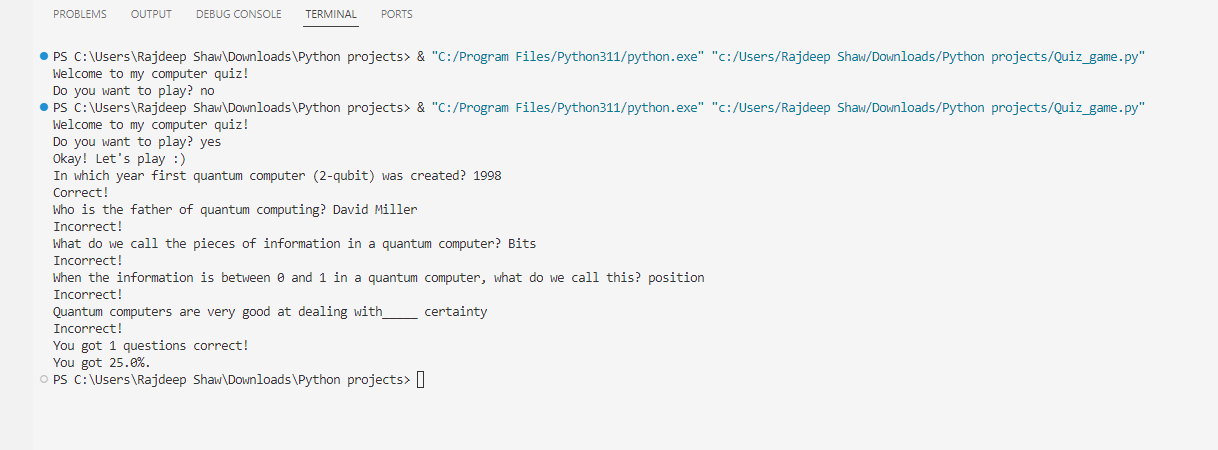 PROBLEMS OUTPUT DEBUG CONSOLE TERMINAL PORTS
PS C:\Users\Rajdeep Shaw\Downloads\Python projects> & "C:/Program Files/Python311/python.exe" "c:/Users/Rajdeep Shaw/Downloads/Python projects/Quiz_game.py"
Welcome to my computer quiz!
Do you want to play? no
PS C:\Users\Rajdeep Shaw\Downloads\Python projects> & "C:/Program Files/Python311/python.exe" "c:/Users/Rajdeep Shaw/Downloads/Python projects/Quiz_game.py"
Welcome to my computer quiz!
Do you want to play? yes
Okay! Let's play :)
In which year first quantum computer (2-qubit) was created? 1998
Correct!
Who is the father of quantum computing? David Miller
Incorrect!
What do we call the pieces of information in a quantum computer? Bits
Incorrect!
When the information is between 0 and 1 in a quantum computer, what do we call this? position
Incorrect!
Quantum computers are very good at dealing with_____ certainty
Incorrect!
You got 1 questions correct!
You got 25.0%.
PS C:\Users\Rajdeep Shaw\Downloads\Python projects>